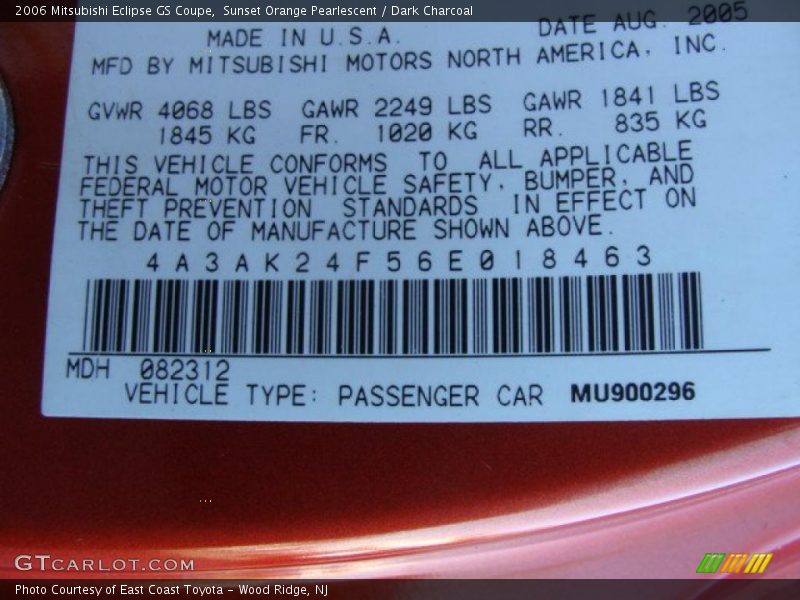 2006 Mitsubishi Eclipse GS Coupe, Sunset Orange Pearlescent / Dark Charcoal
MADE IN U.S.A. DATE AUG. 2005
MFD BY MITSUBISHI MOTORS NORTH AMERICA, INC.
GVWR 4068 LBS GAWR 2249 LBS GAWR 1841 LBS
1845 KG FR. 1020 KG RR. 835 KG
THIS VEHICLE CONFORMS TO ALL APPLICABLE
FEDERAL MOTOR VEHICLE SAFETY, BUMPER, AND
THEFT PREVENTION STANDARDS IN EFFECT ON
THE DATE OF MANUFACTURE SHOWN ABOVE.
4A3AK24F56E018463
MDH 082312
VEHICLE TYPE: PASSENGER CAR MU900296
GTCARLOT.COM
Photo Courtesy of East Coast Toyota - Wood Ridge, NJ